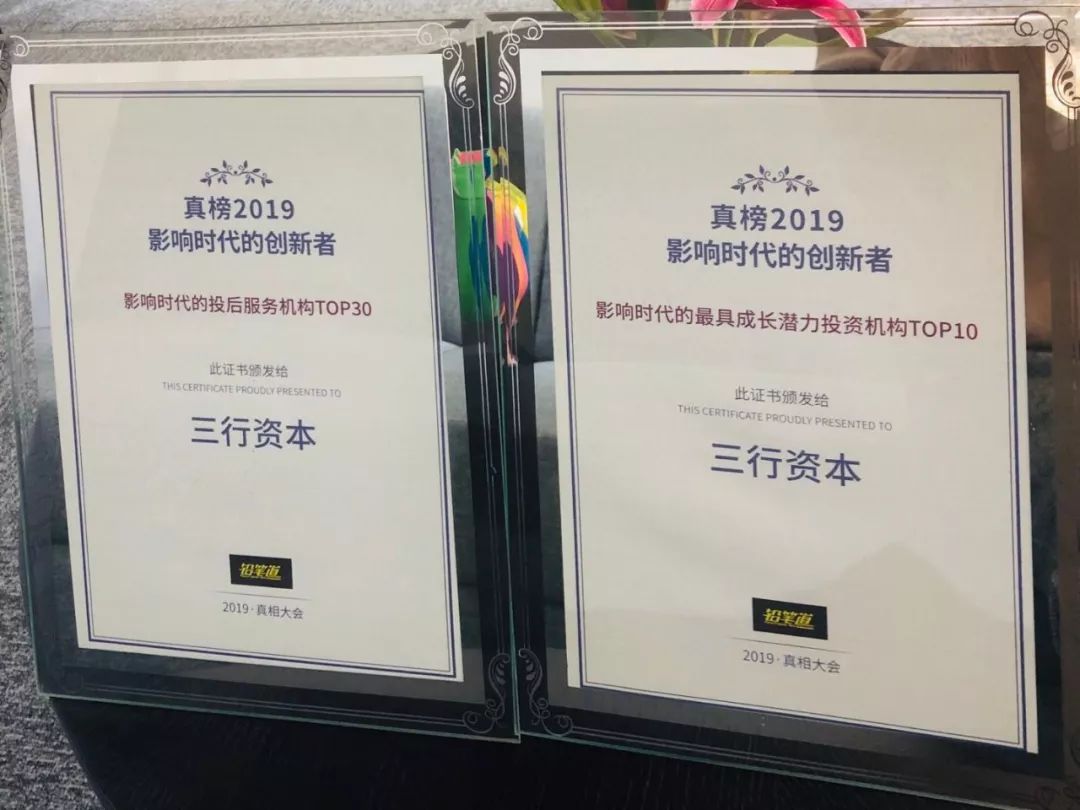 真榜2019
影响时代的创新者
影响时代的投后服务机构TOP30
此证书颁发给
THIS CERTIFICATE PROUDLY PRESENTED TO
三行资本
铅笔道
2019·真相大会
真榜2019
影响时代的创新者
影响时代的最具成长潜力投资机构TOP10
此证书颁发给
THIS CERTIFICATE PROUDLY PRESENTED TO
三行资本
铅笔道
2019·真相大会